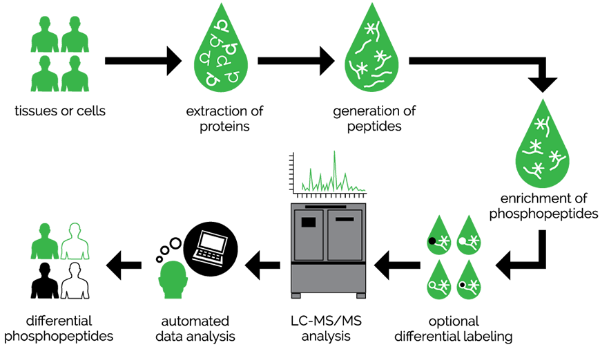 tissues or cells
extraction of
proteins
generation of
peptides
enrichment of
phosphopeptides
optional
differential labeling
LC-MS/MS
analysis
automated
data analysis
differential
phosphopeptides